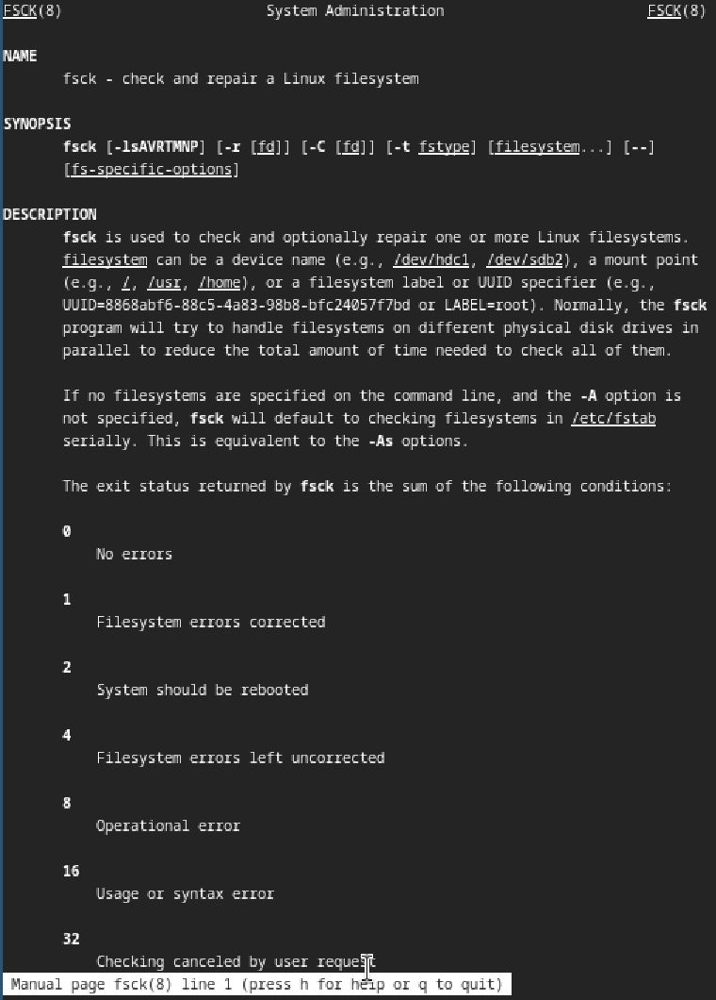 FSCK(8) System Administration FSCK(8)
NAME
fsck - check and repair a Linux filesystem
SYNOPSIS
fsck [-lsAVRTMNP] [-r [fd]] [-C [fd]] [-t fstype] [filesystem...] [--]
[fs-specific-options]
DESCRIPTION
fsck is used to check and optionally repair one or more Linux filesystems.
filesystem can be a device name (e.g., /dev/hdc1, /dev/sdb2), a mount point
(e.g., /, /usr, /home), or a filesystem label or UUID specifier (e.g.,
UUID=8868abf6-88c5-4a83-98b8-bfc24057f7bd or LABEL=root). Normally, the fsck
program will try to handle filesystems on different physical disk drives in
parallel to reduce the total amount of time needed to check all of them.
If no filesystems are specified on the command line, and the -A option is
not specified, fsck will default to checking filesystems in /etc/fstab
serially. This is equivalent to the -As options.
The exit status returned by fsck is the sum of the following conditions:
0
No errors
1
Filesystem errors corrected
2
System should be rebooted
4
Filesystem errors left uncorrected
8
Operational error
16
Usage or syntax error
32
Checking canceled by user request
Manual page fsck(8) line 1 (press h for help or q to quit)